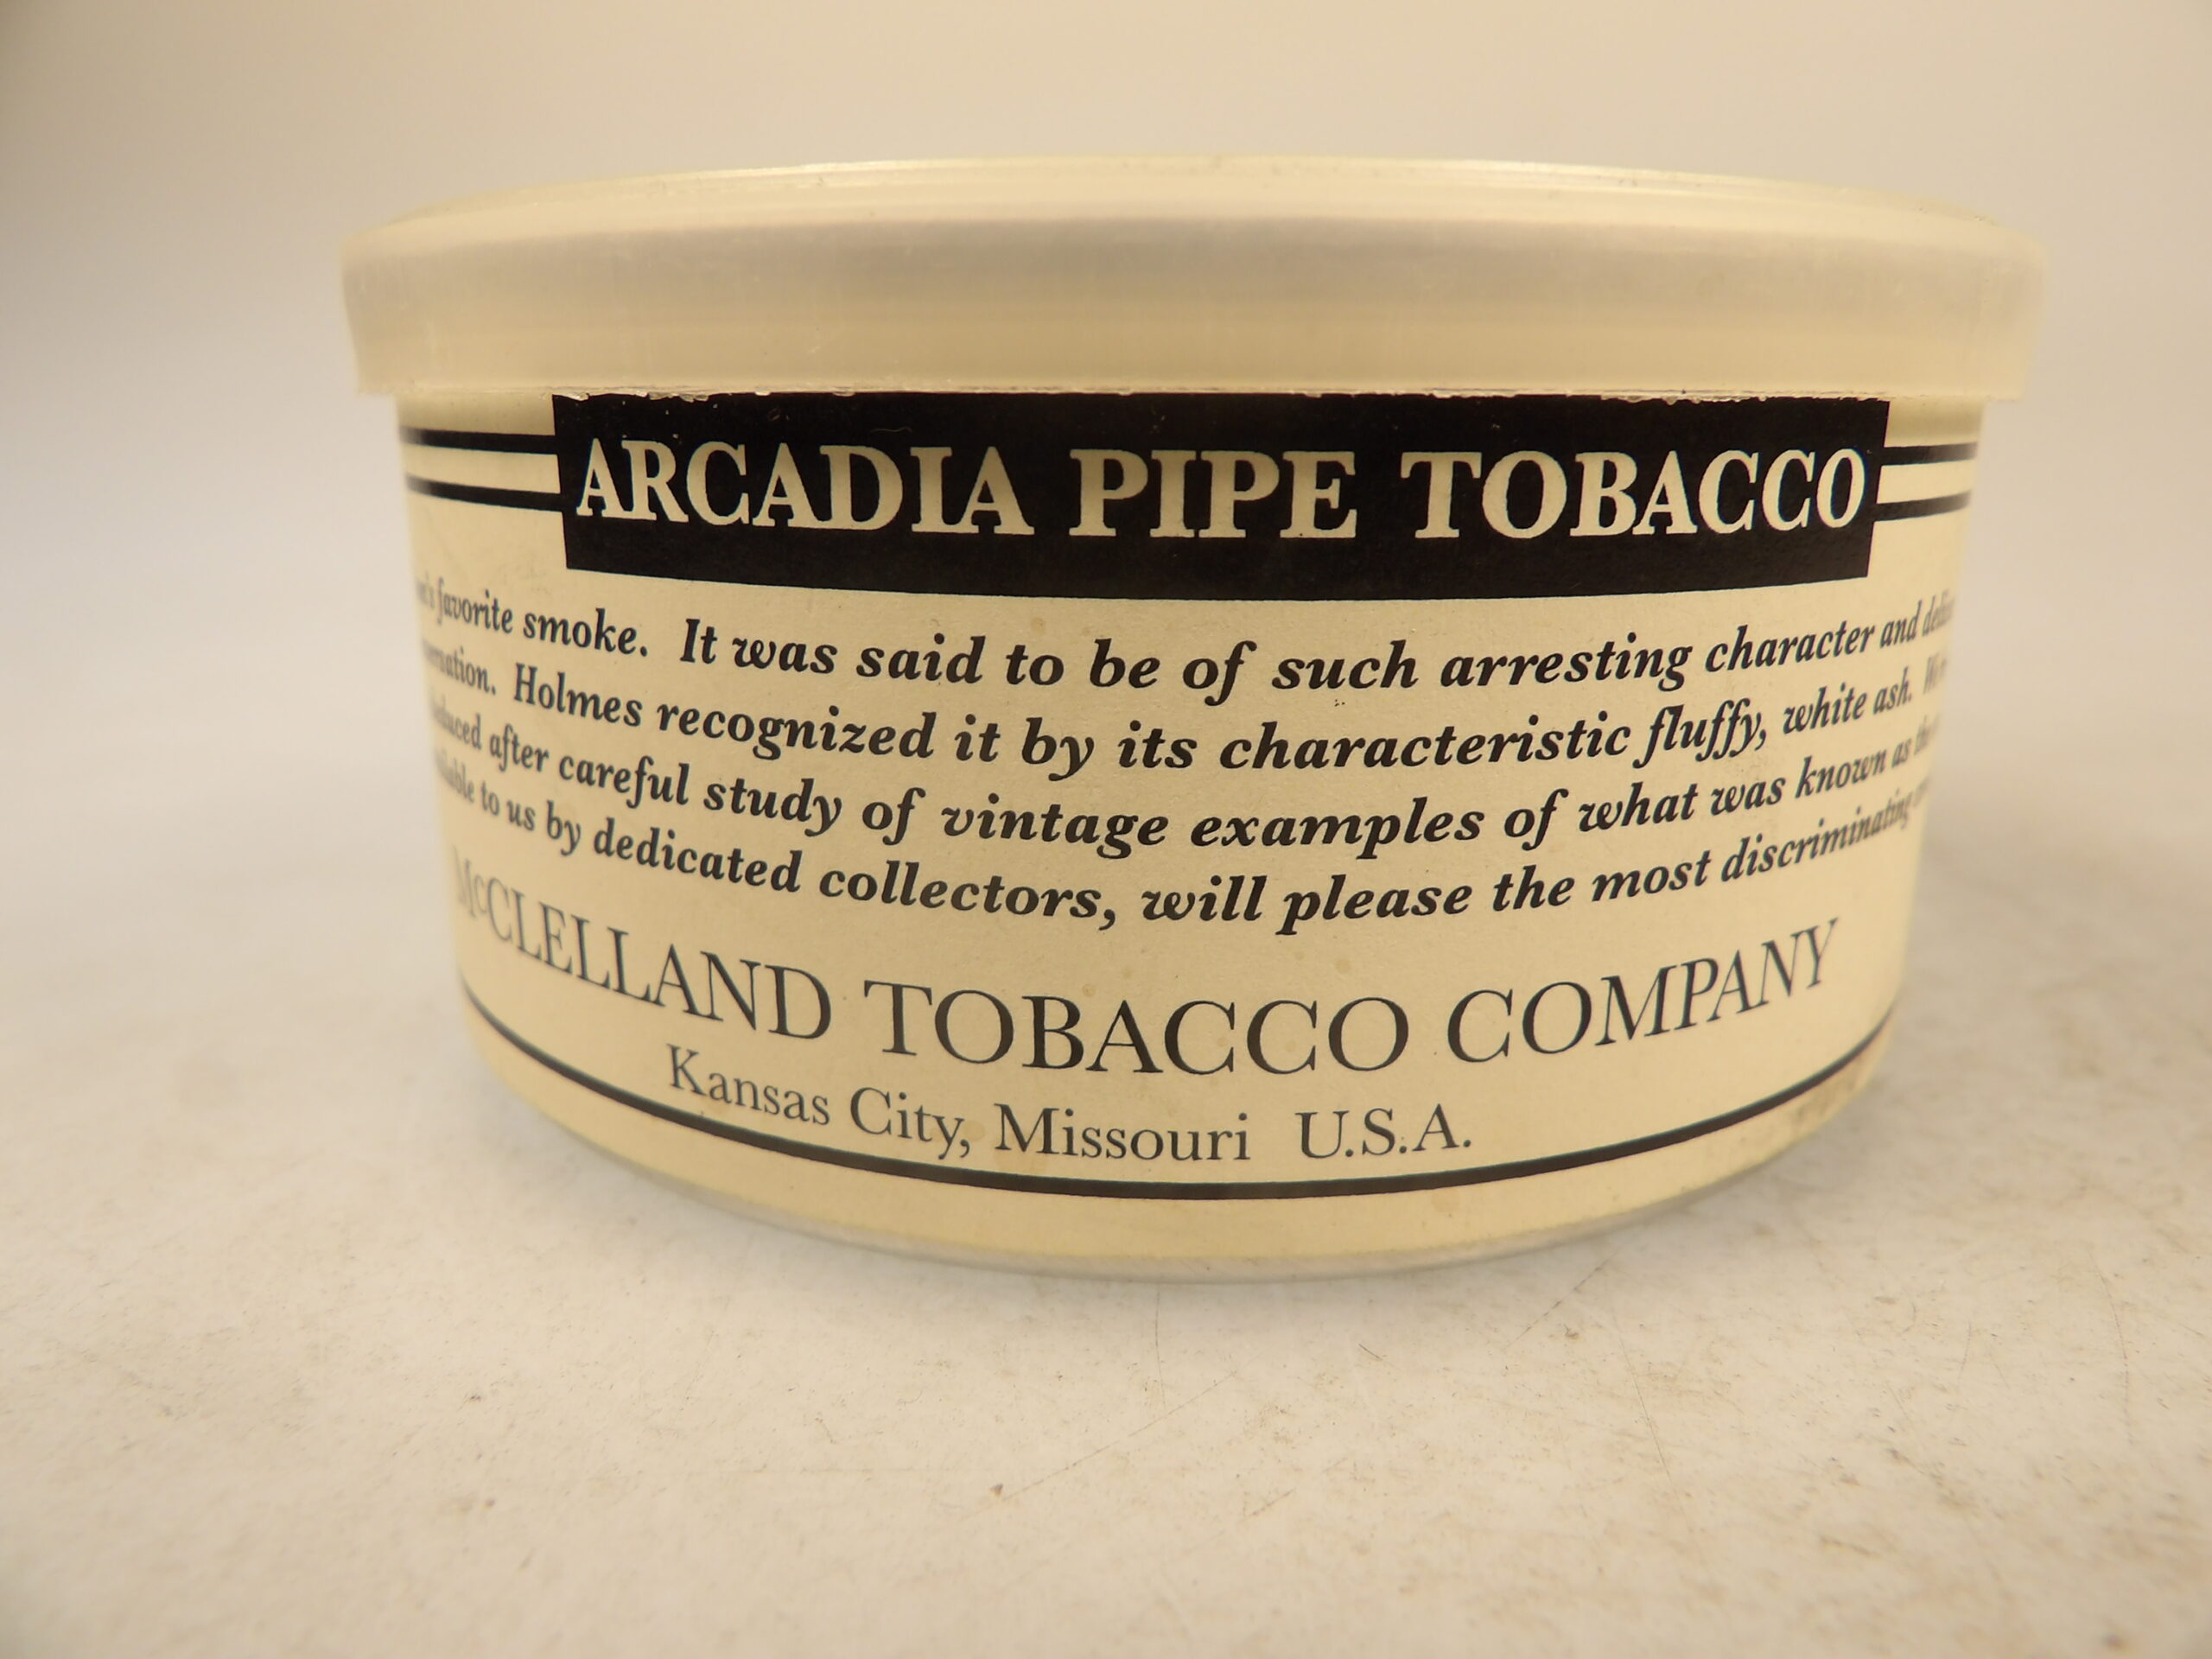 ARCADIA PIPE TOBACCO
favorite smoke. It was said to be of such arresting character and
Holmes recognized it by its characteristic fluffy, white ash.
after careful study of vintage examples of what was known as
to us by dedicated collectors, will please the most discriminating
McCLELLAND TOBACCO COMPANY
Kansas City, Missouri U.S.A.